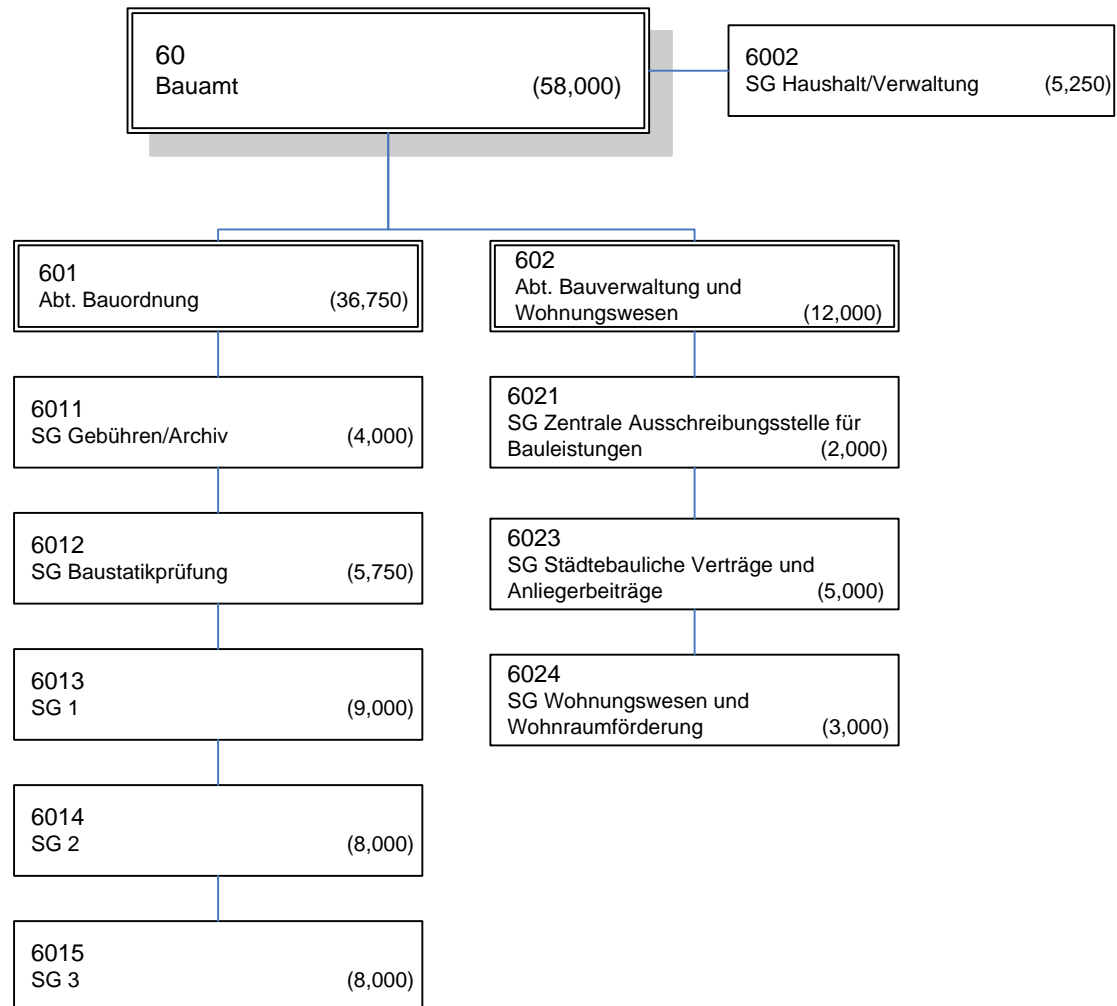 60
Bauamt (58,000)
6002
SG Haushalt/Verwaltung (5,250)
601
Abt. Bauordnung (36,750)
602
Abt. Bauverwaltung und
Wohnungswesen (12,000)
6011
SG Gebühren/Archiv (4,000)
6021
SG Zentrale Ausschreibungsstelle für
Bauleistungen (2,000)
6012
SG Baustatikprüfung (5,750)
6023
SG Städtebauliche Verträge und
Anliegerbeiträge (5,000)
6013
SG 1 (9,000)
6024
SG Wohnungswesen und
Wohnraumförderung (3,000)
6014
SG 2 (8,000)
6015
SG 3 (8,000)